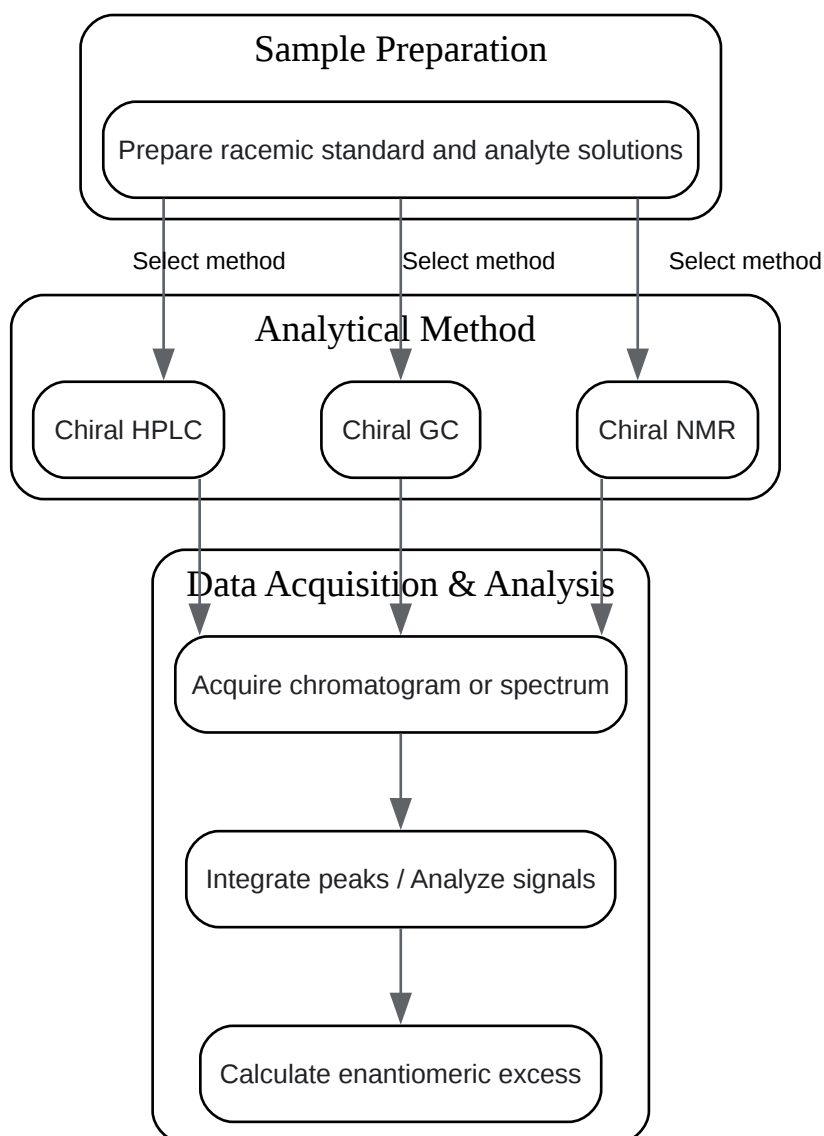 Sample Preparation
Prepare racemic standard and analyte solutions
Select method
Select method
Select method
Analytical Method
Chiral HPLC
Chiral GC
Chiral NMR
Data Acquisition & Analysis
Acquire chromatogram or spectrum
Integrate peaks / Analyze signals
Calculate enantiomeric excess